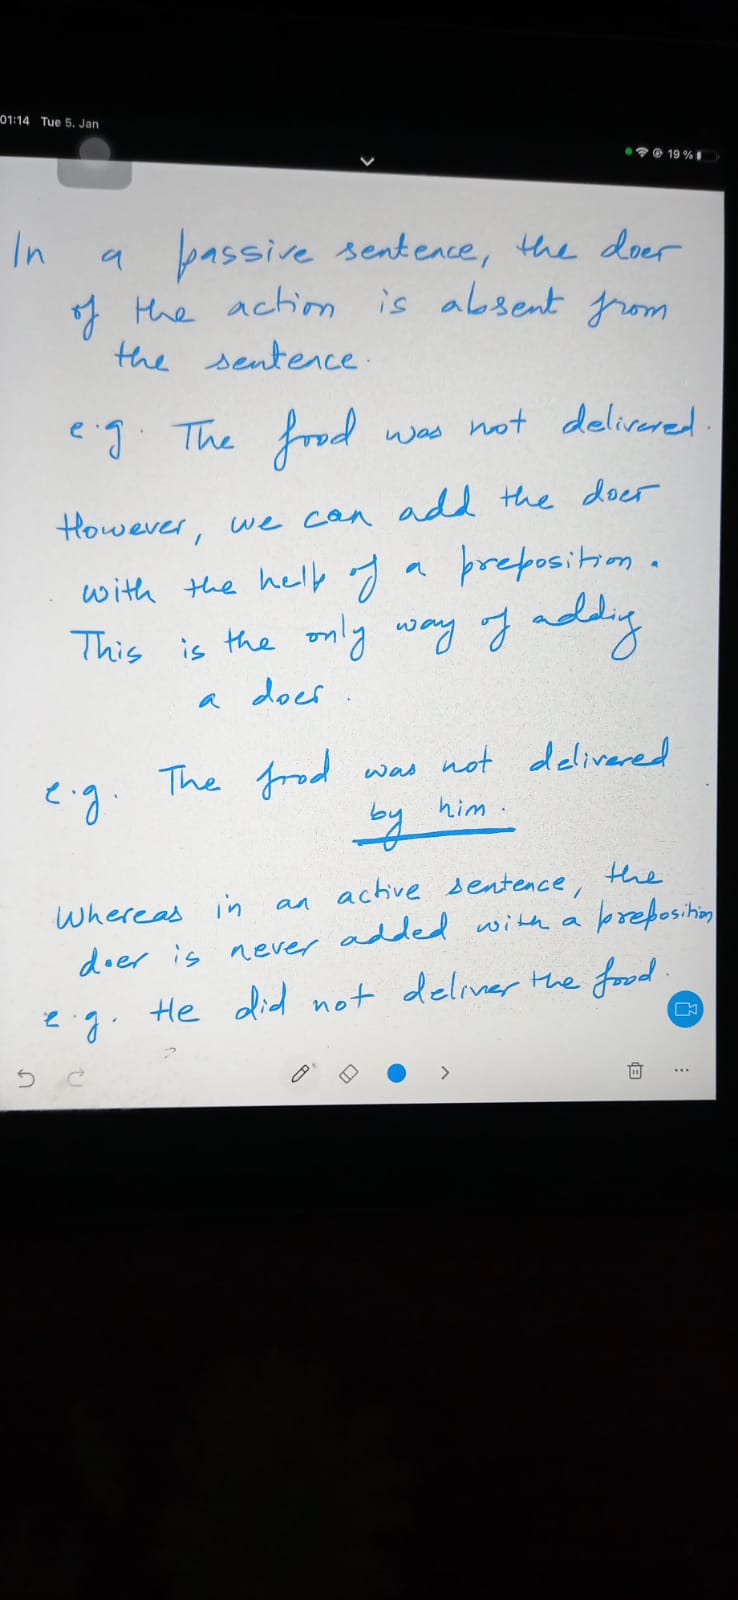 01:14 Tue 5. Jan
19 %
In a passive sentence, the doer
of the action is absent from
the sentence.
e.g. The food was not delivered.
However, we can add the doer
with the help of a preposition.
This is the only way of adding
a doer.
e.g. The food was not delivered
by him.
Whereas in an active sentence, the
doer is never added with a preposition
e.g. He did not deliver the food.